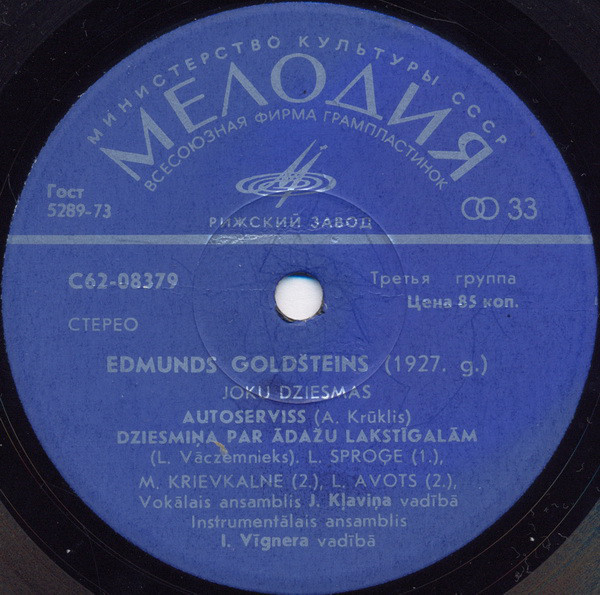 МИНИСТЕРСТВО КУЛЬТУРЫ СССР
МЕЛОДИЯ
ВСЕСОЮЗНАЯ ФИРМА ГРАМПЛАСТИНОК
Гост
5289-73
33
РИЖСКИЙ ЗАВОД
С62-08379
Третья группа
Цена 85 коп.
СТЕРЕО
EDMUNDS GOLDŠTEINS (1927. g.)
JOKU DZIESMAS
AUTOSERVISS (A. Krūklis)
DZIESMIŅA PAR ĀDAŽU LAKSTĪGALĀM
(L. Vāczemnieks). L. SPROĢE (1.),
M. KRIEVKALNE (2.), L. AVOTS (2.),
Vokālais ansamblis J. Kļaviņa vadībā
Instrumentālais ansamblis
I. Vīgnera vadībā